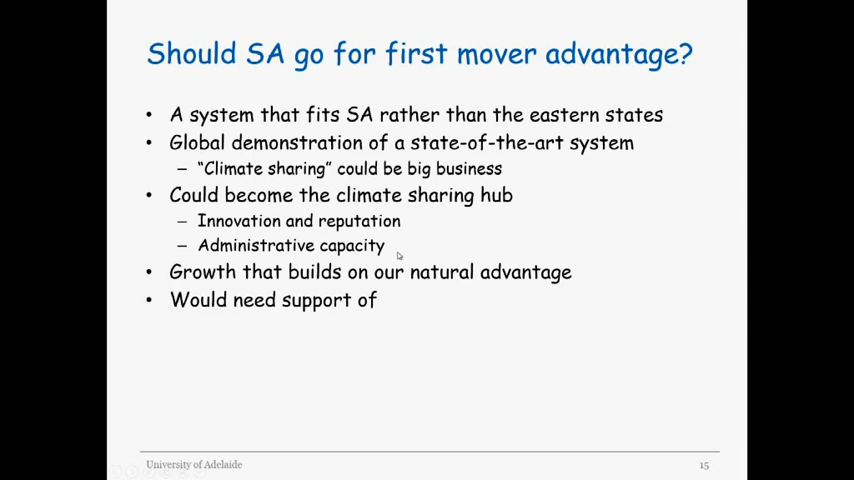 Should SA go for first mover advantage?
• A system that fits SA rather than the eastern states
• Global demonstration of a state-of-the-art system
– “Climate sharing” could be big business
• Could become the climate sharing hub
– Innovation and reputation
– Administrative capacity
• Growth that builds on our natural advantage
• Would need support of
University of Adelaide
15